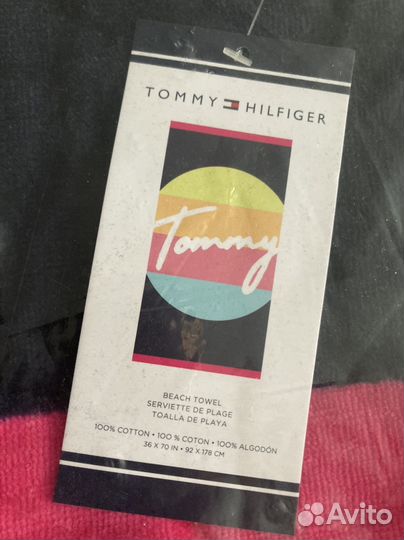 TOMMY HILFIGER
Tommy
BEACH TOWEL
SERVIETTE DE PLAGE
TOALLA DE PLAYA
100% COTTON • 100 % COTON • 100% ALGODÓN
36 X 70 IN • 92 X 178 CM
Avito